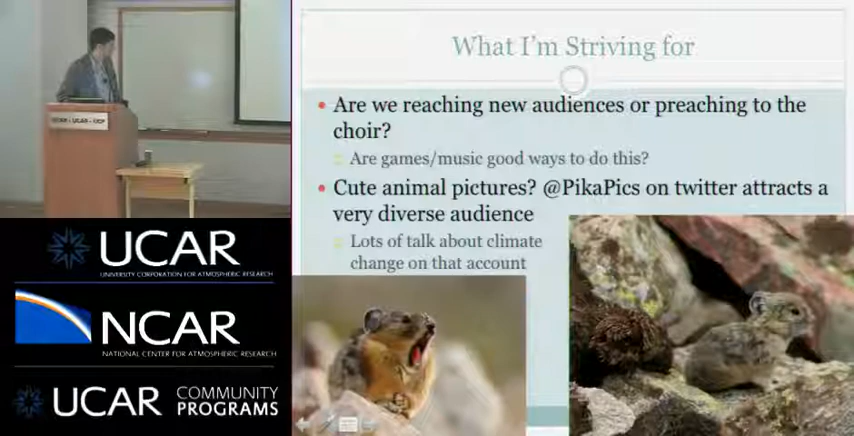 What I'm Striving for
• Are we reaching new audiences or preaching to the
choir?
Are games/music good ways to do this?
• Cute animal pictures? @PikaPics on twitter attracts a
very diverse audience
Lots of talk about climate
change on that account
UCAR
UNIVERSITY CORPORATION FOR ATMOSPHERIC RESEARCH
NCAR
NATIONAL CENTER FOR ATMOSPHERIC RESEARCH
UCAR COMMUNITY
PROGRAMS